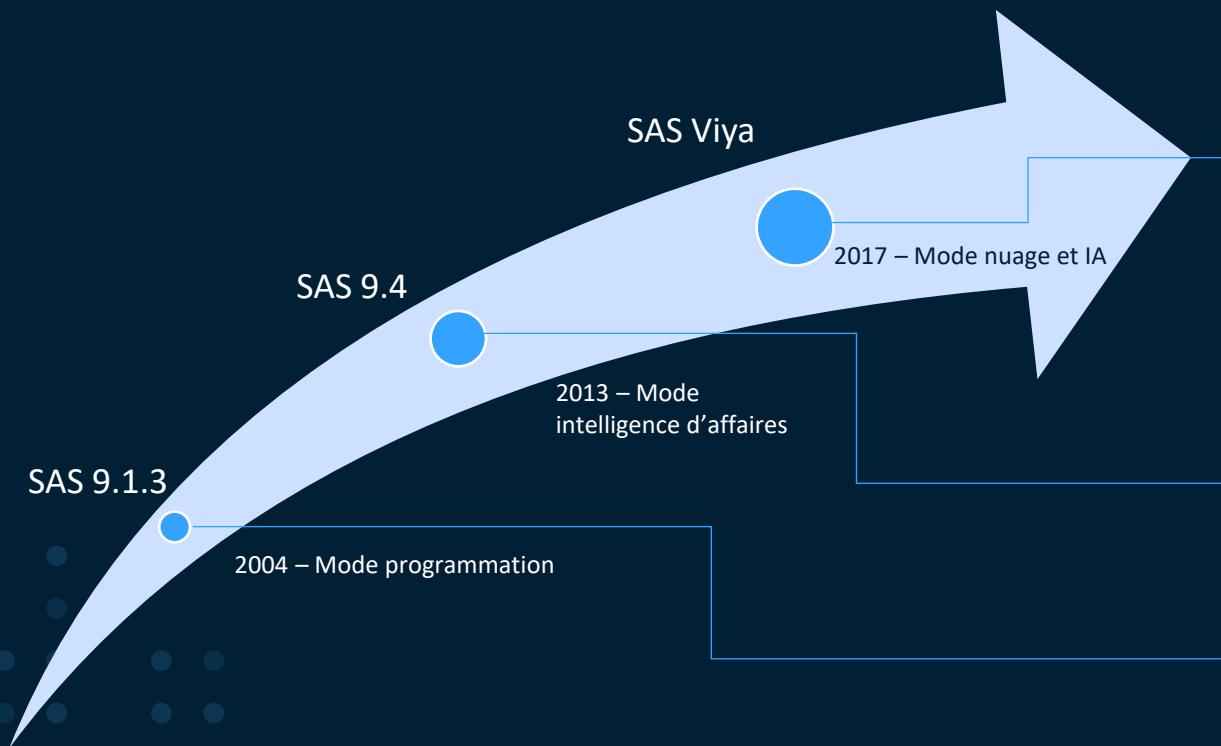 SAS Viya
2017 – Mode nuage et IA
SAS 9.4
2013 – Mode
intelligence d’affaires
SAS 9.1.3
2004 – Mode programmation